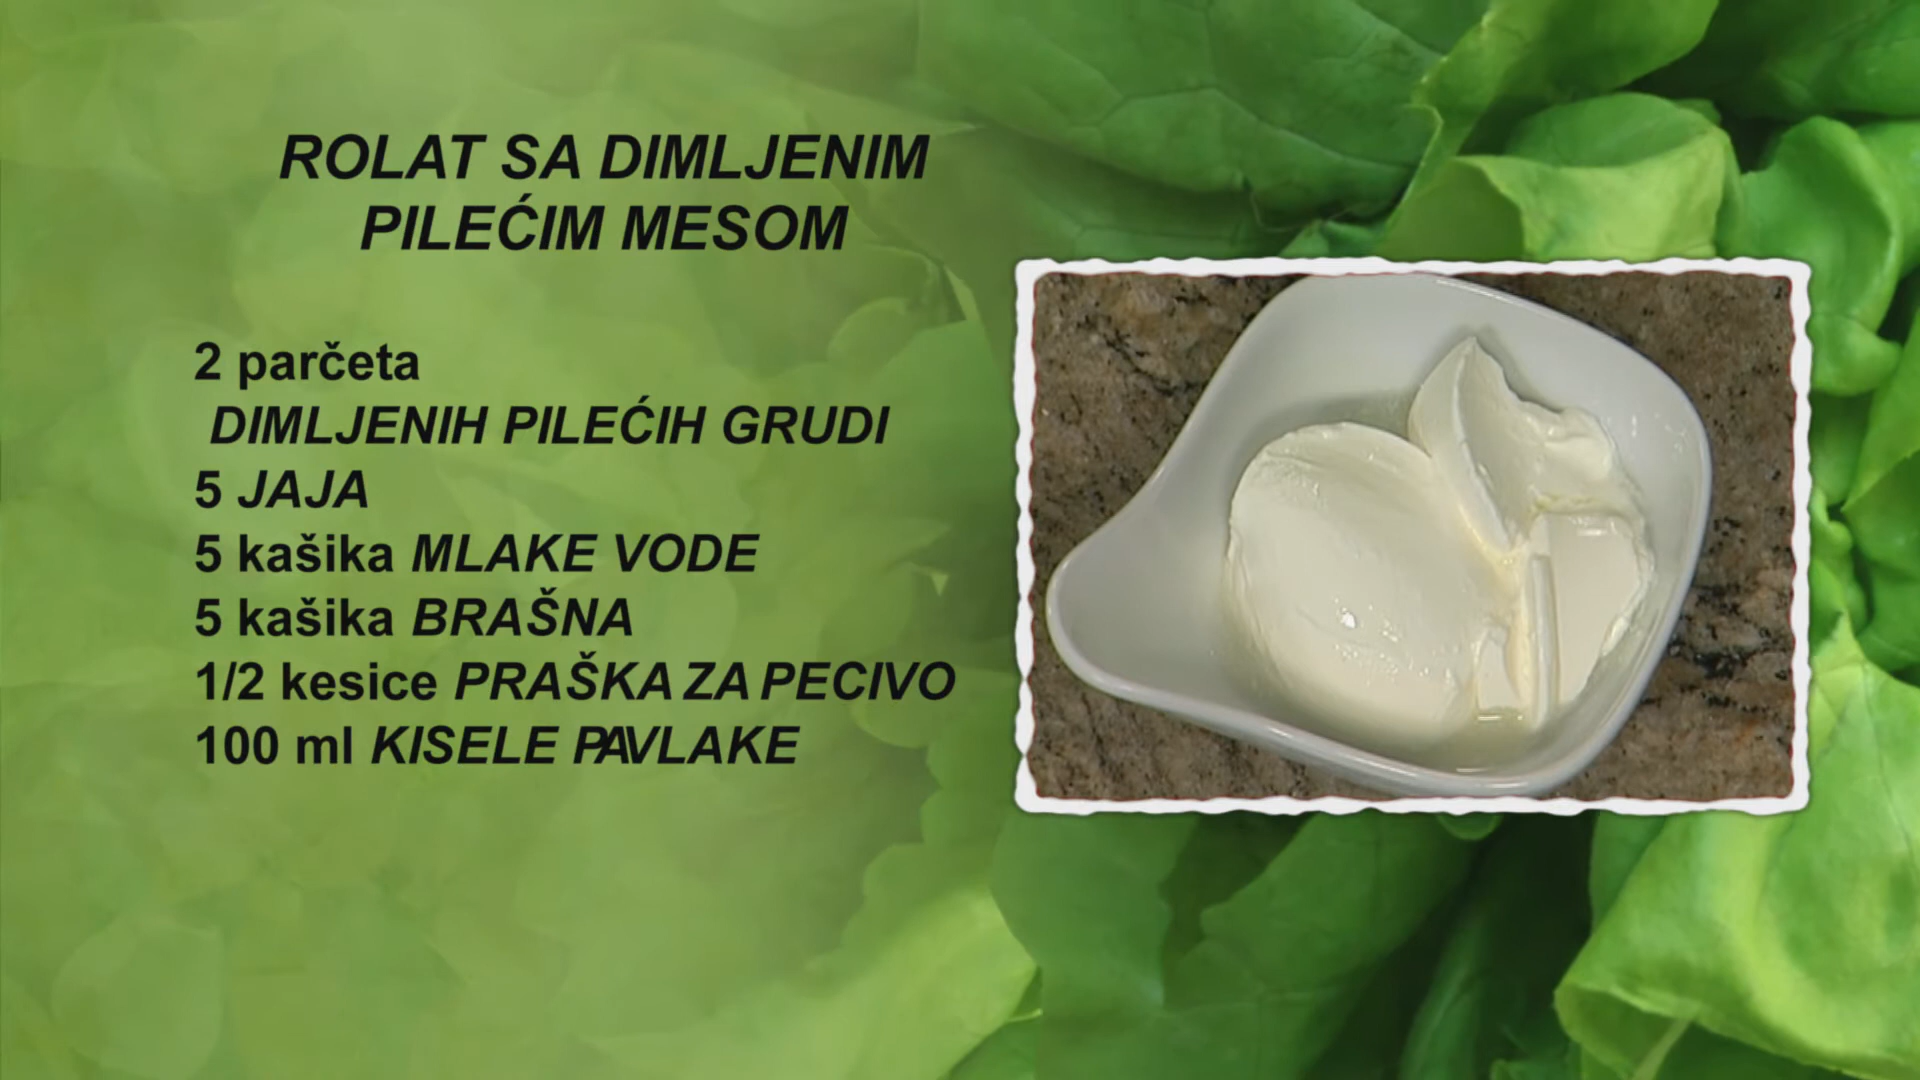 ROLAT SA DIMLJENIM
PILEĆIM MESOM
2 parčeta
DIMLJENIH PILEĆIH GRUDI
5 JAJA
5 kašika MLAKE VODE
5 kašika BRAŠNA
1/2 kesice PRAŠKA ZA PECIVO
100 ml KISELE PAVLAKE